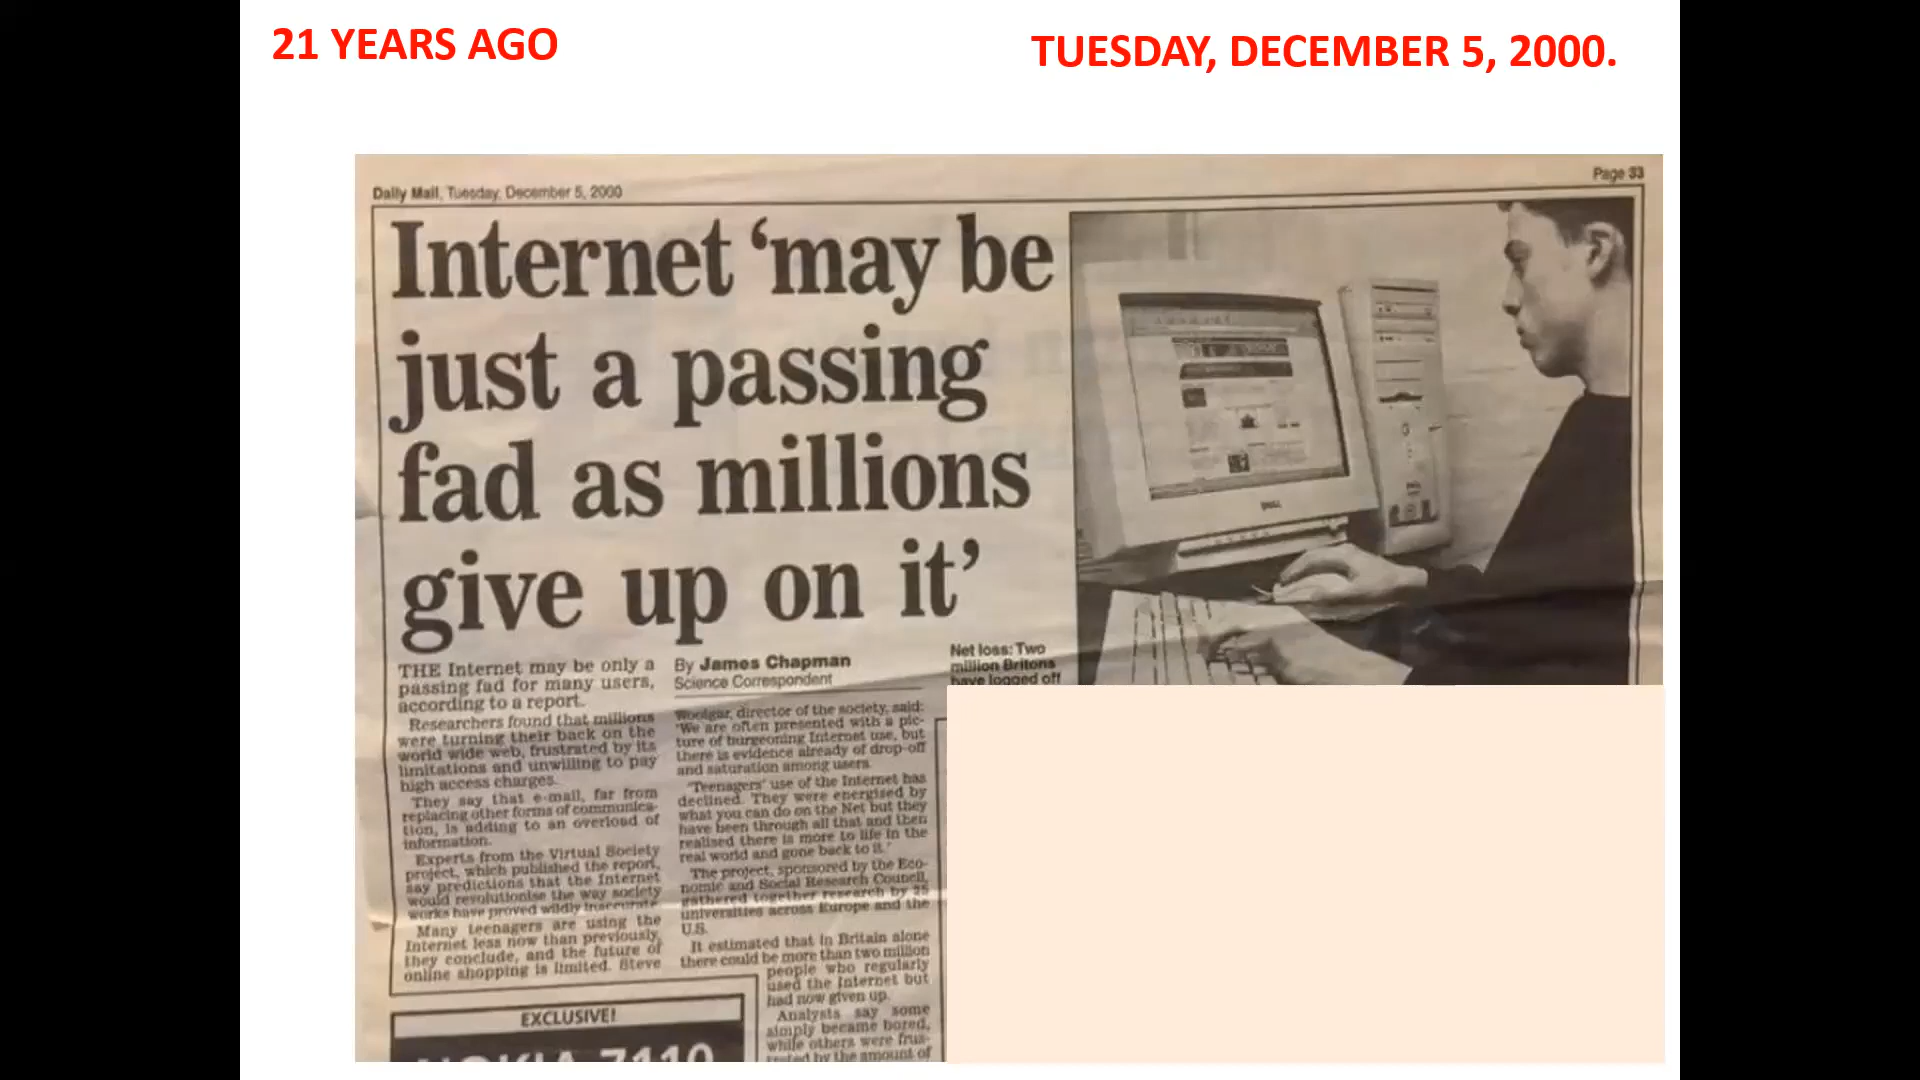 21 YEARS AGO
TUESDAY, DECEMBER 5, 2000.
Daily Mail, Tuesday, December 5, 2000
Page 33
Internet ‘may be
just a passing
fad as millions
give up on it’
THE Internet may be only a
passing fad for many users,
according to a report.
Researchers found that millions
were turning their back on the
world wide web, frustrated by its
limitations and unwilling to pay
high access charges.
They say that e-mail, far from
replacing other forms of communica-
tion, is adding to an overload of
information.
Experts from the Virtual Society
project, which published the report,
say predictions that the Internet
would revolutionise the way society
works have proved wildly inaccurate.
Many teenagers are using the
Internet less now than previously,
they conclude, and the future of
online shopping is limited. Steve
By James Chapman
Science Correspondent
Woolgar, director of the society, said:
‘We are often presented with a pic-
ture of burgeoning Internet use, but
there is evidence already of drop-off
and saturation among users.
‘Teenagers’ use of the Internet has
declined. They were energised by
what you can do on the Net but they
have been through all that and then
realised there is more to life in the
real world and gone back to it.’
The project, sponsored by the Eco-
nomic and Social Research Council,
gathered together research by 25
universities across Europe and the
U.S.
It estimated that in Britain alone
there could be more than two million
people who regularly
used the Internet but
had now given up.
Analysts say some
simply became bored,
while others were frus-
trated by the amount of
Net loss: Two
million Britons
have logged off
DELL
EXCLUSIVE!
NOKIA 7110